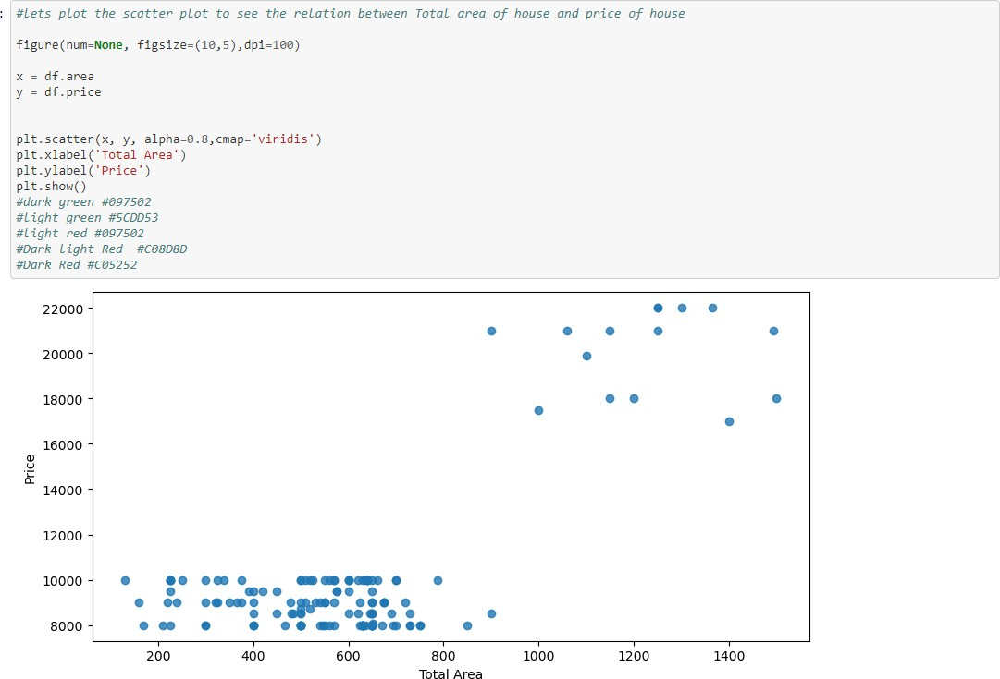 :
#lets plot the scatter plot to see the relation between Total area of house and price of house
figure(num=None, figsize=(10,5),dpi=100)
x = df.area
y = df.price
plt.scatter(x, y, alpha=0.8,cmap='viridis')
plt.xlabel('Total Area')
plt.ylabel('Price')
plt.show()
#dark green #097502
#light green #5CDD53
#light red #097502
#Dark light Red  #C08D8D
#Dark Red #C05252
22000
20000
18000
16000
14000
12000
10000
8000
Price
200 400 600 800 1000 1200 1400
Total Area